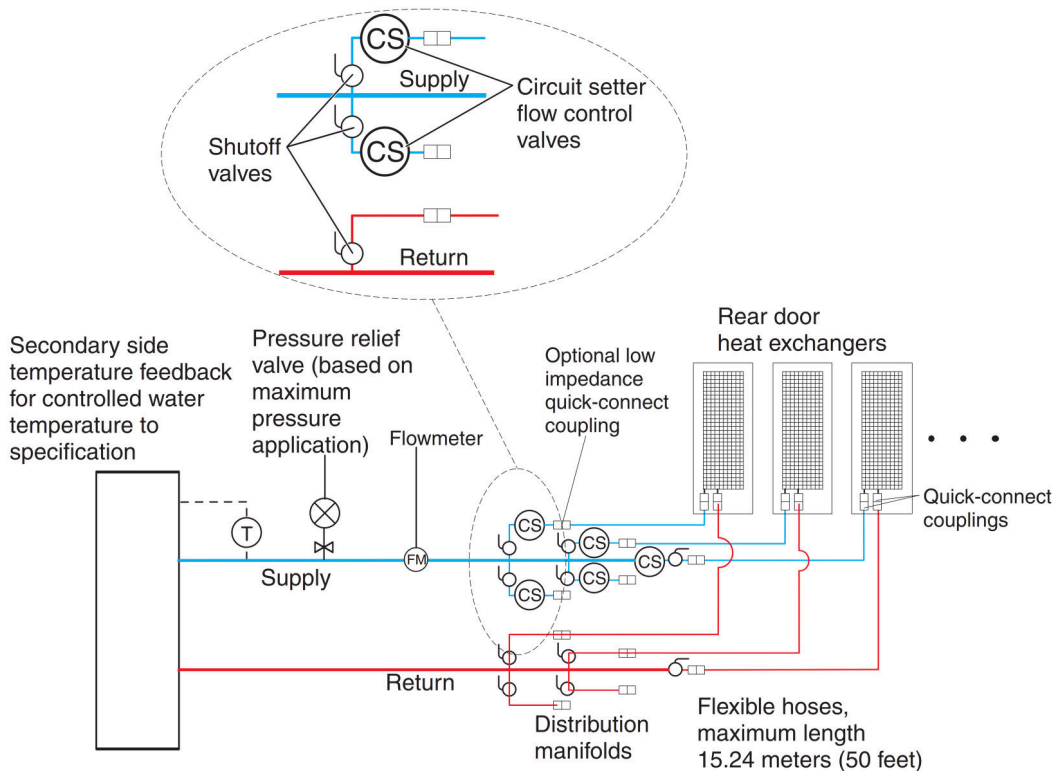 CS
Supply
Circuit setter
flow control
valves
CS
Shutoff
valves
Return
Rear door
heat exchangers
Secondary side
temperature feedback
for controlled water
temperature to
specification
Pressure relief
valve (based on
maximum
pressure
application)
Flowmeter
Optional low
impedance
quick-connect
coupling
Quick-connect
couplings
T
FM
CS
CS
CS
CS
CS
Supply
Return
Distribution
manifolds
Flexible hoses,
maximum length
15.24 meters (50 feet)